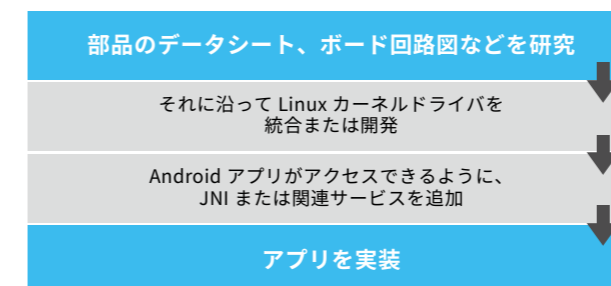 部品のデータシート、ボード回路図などを研究
それに沿って Linux カーネルドライバを
統合または開発
Android アプリがアクセスできるように、
JNI または関連サービスを追加
アプリを実装